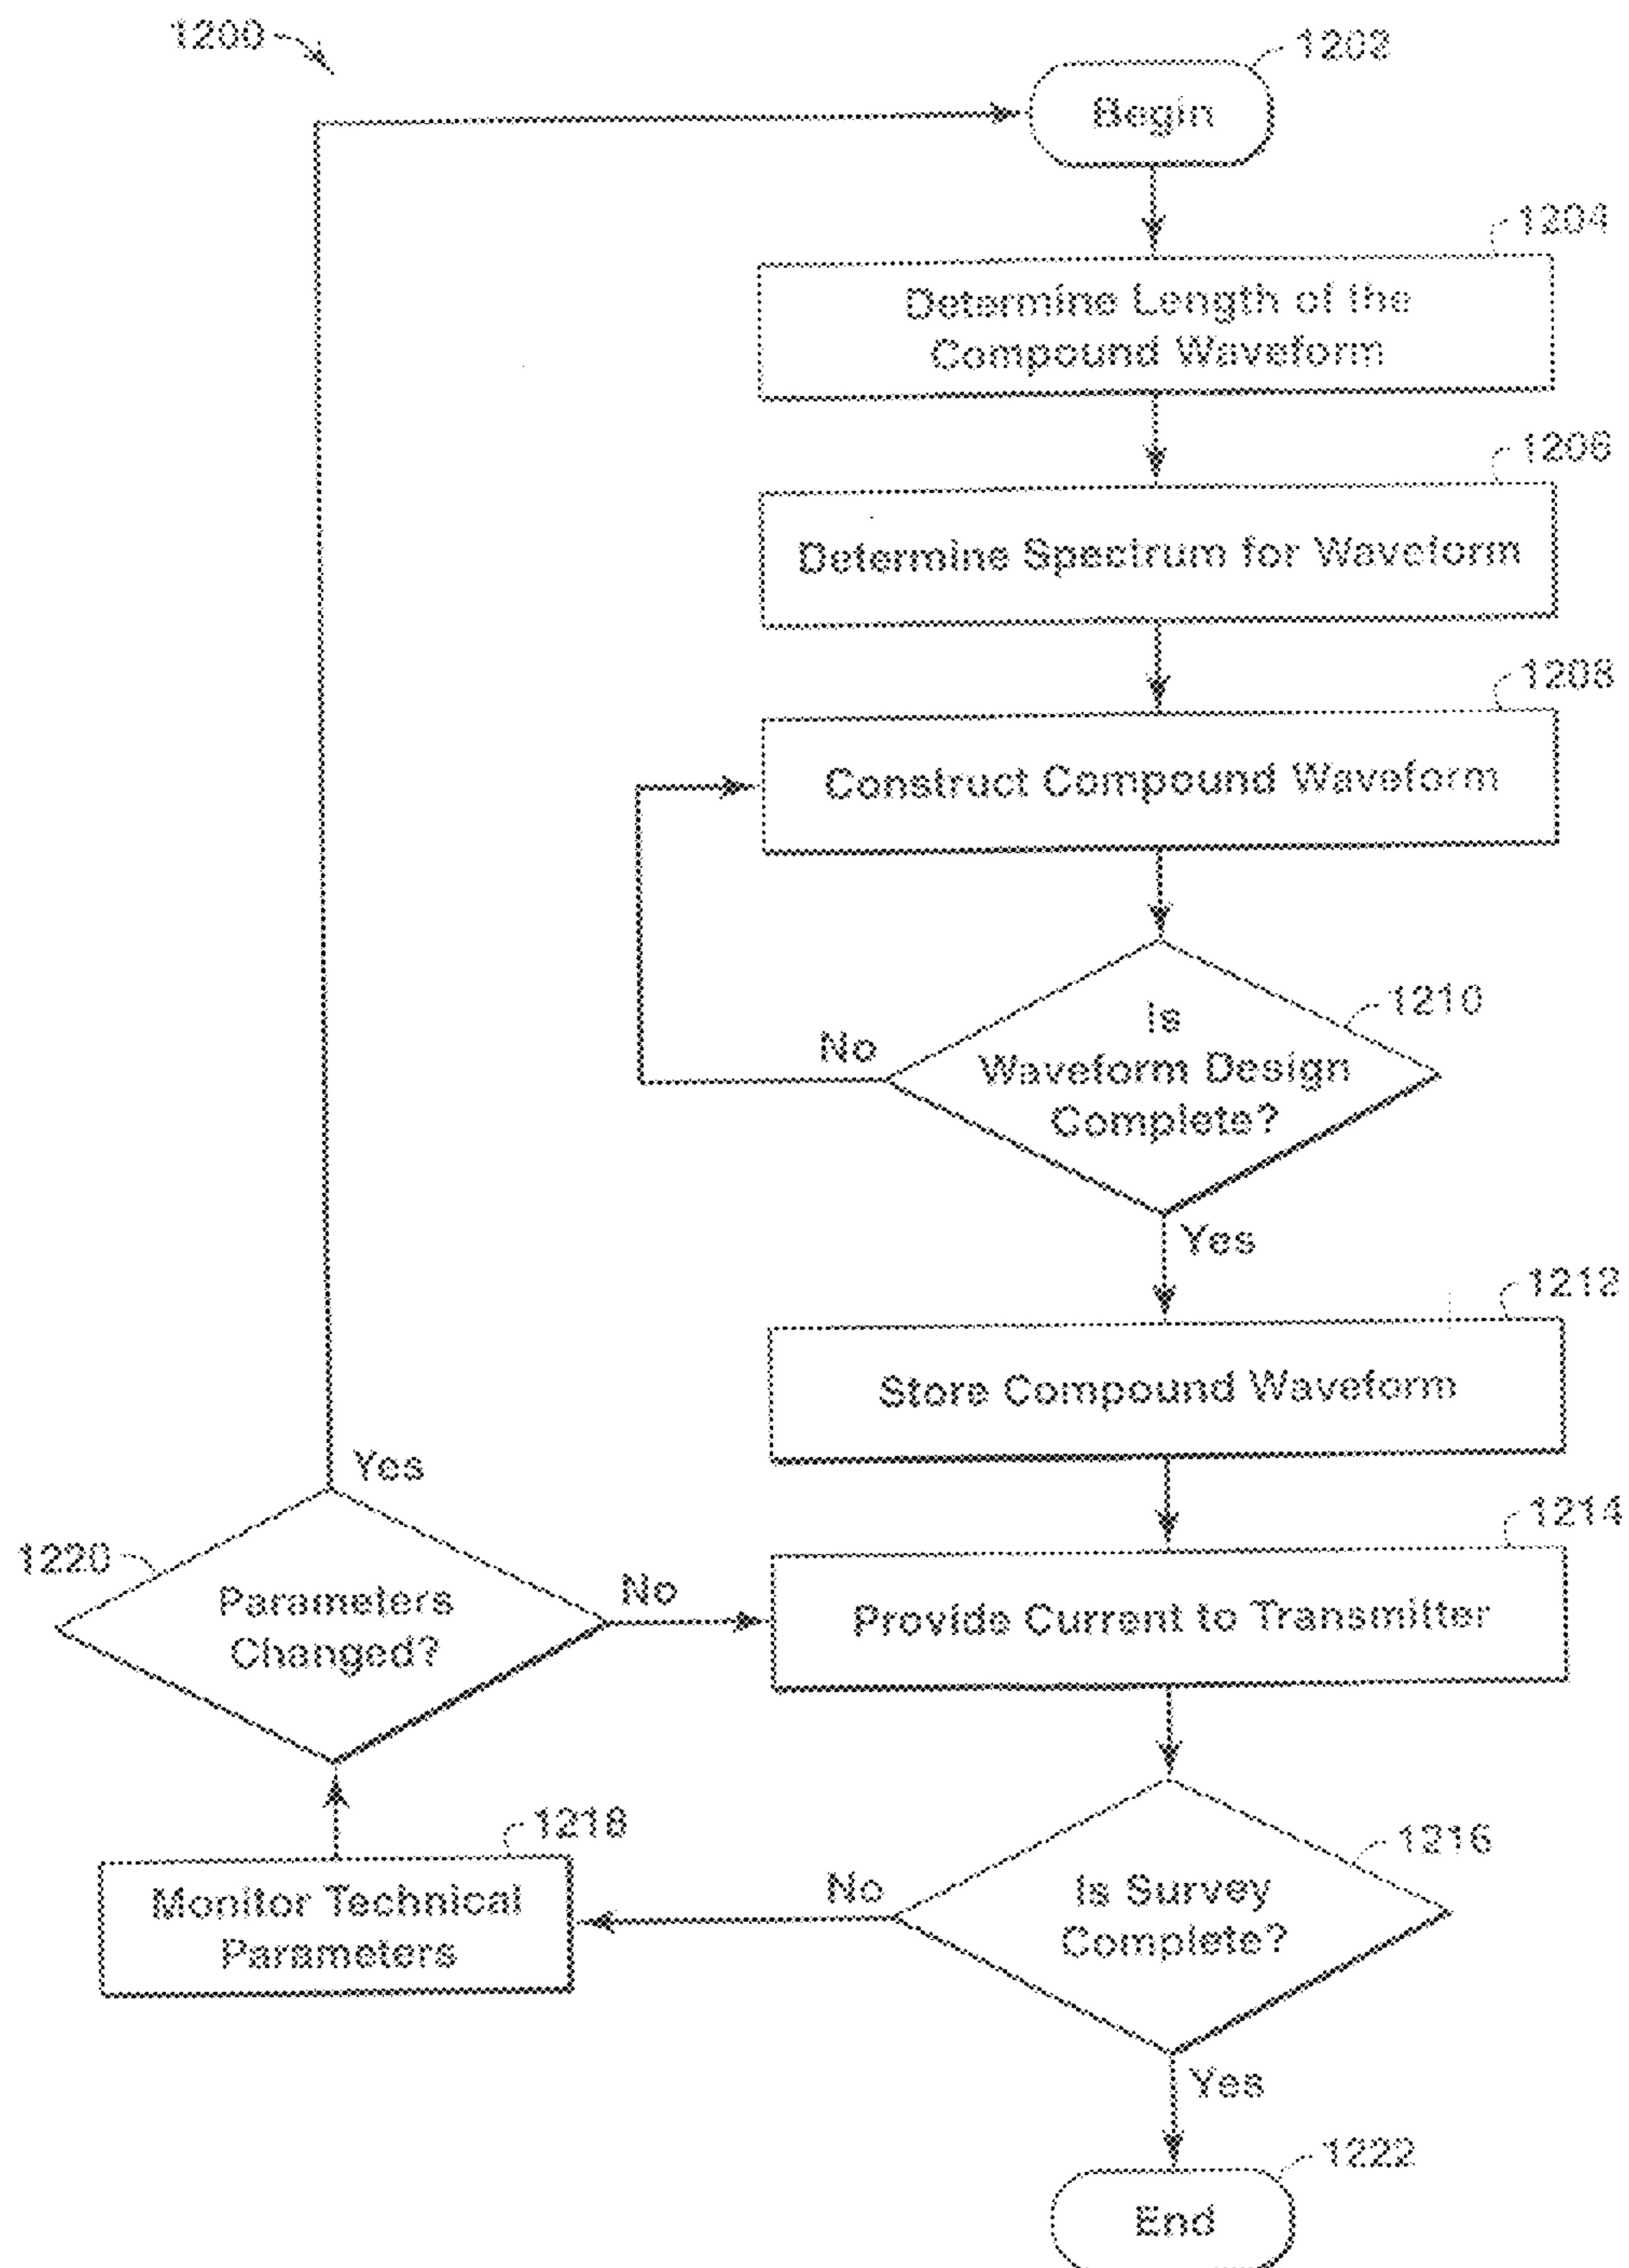 1200
1202
Begin
1204
Determine Length of the
Compound Waveform
1206
Determine Spectrum for Waveform
1208
Construct Compound Waveform
1210
Is
Waveform Design
Complete?
No
Yes
1212
Store Compound Waveform
1214
Provide Current to Transmitter
1216
Is Survey
Complete?
No
Yes
1218
Monitor Technical
Parameters
1220
Parameters
Changed?
Yes
No
1222
End